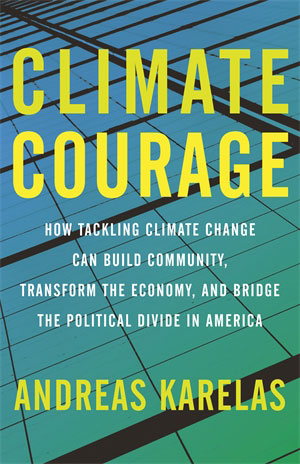 CLIMATE
COURAGE
HOW TACKLING CLIMATE CHANGE
CAN BUILD COMMUNITY,
TRANSFORM THE ECONOMY, AND BRIDGE
THE POLITICAL DIVIDE IN AMERICA
ANDREAS KARELAS